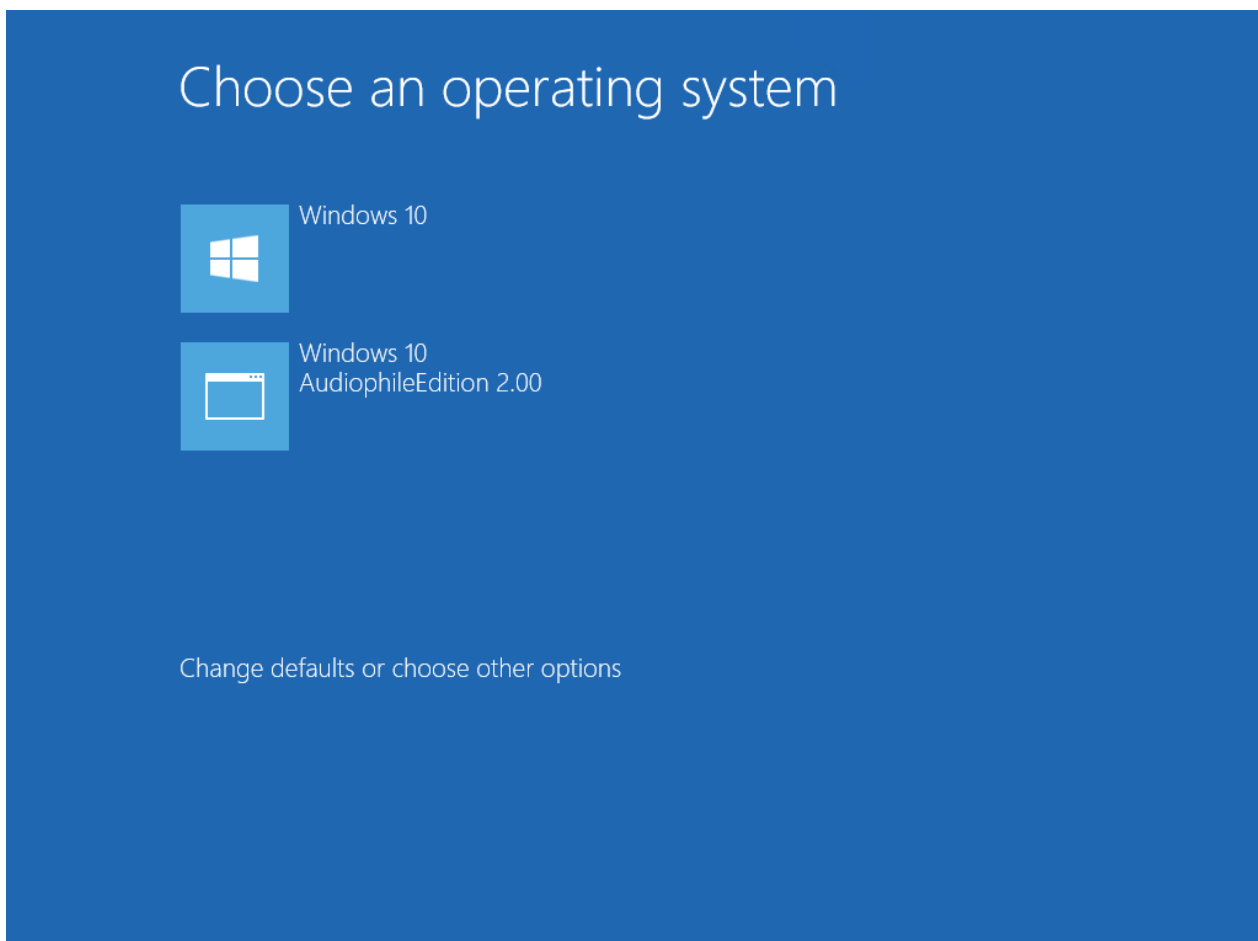 Choose an operating system
Windows 10
Windows 10
AudiophileEdition 2.00
Change defaults or choose other options